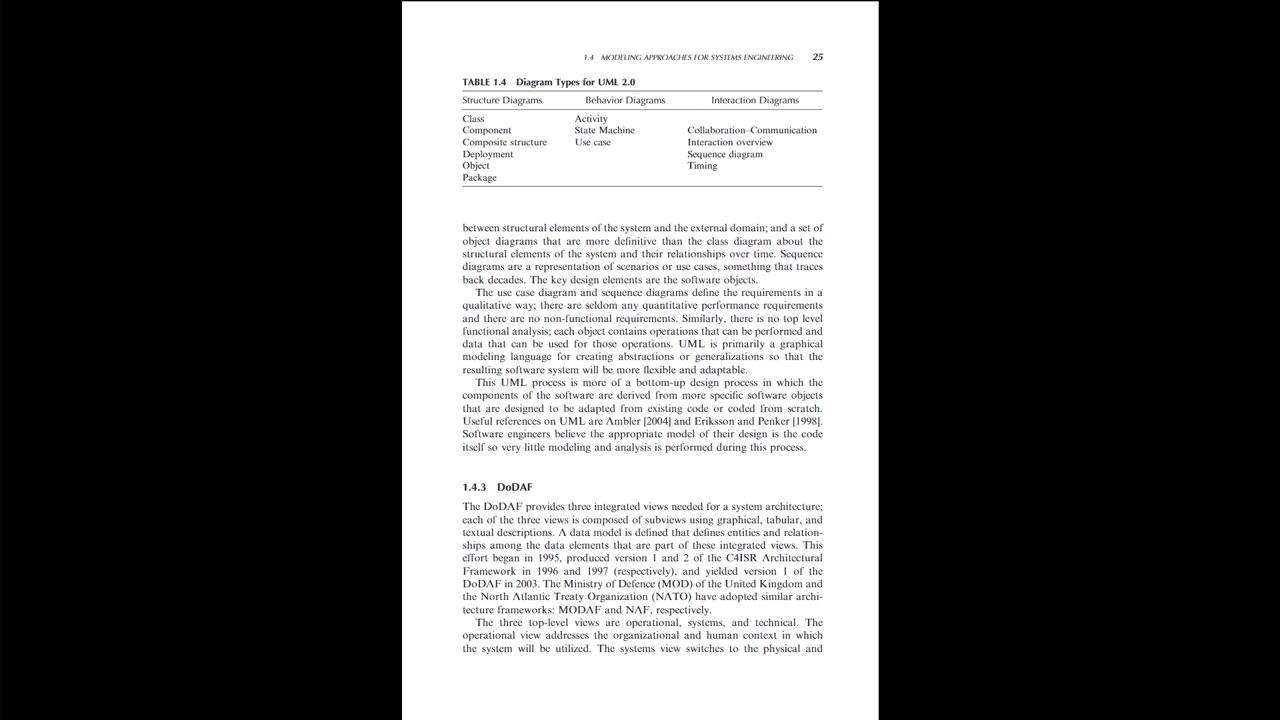 1.4 MODELING APPROACHES FOR SYSTEMS ENGINEERING 25
TABLE 1.4 Diagram Types for UML 2.0
Structure Diagrams Behavior Diagrams Interaction Diagrams
Class Activity
Component State Machine Collaboration–Communication
Composite structure Use case Interaction overview
Deployment Sequence diagram
Object Timing
Package
between structural elements of the system and the external domain; and a set of
object diagrams that are more definitive than the class diagram about the
structural elements of the system and their relationships over time. Sequence
diagrams are a representation of scenarios or use cases, something that traces
back decades. The key design elements are the software objects.
The use case diagram and sequence diagrams define the requirements in a
qualitative way; there are seldom any quantitative performance requirements
and there are no non-functional requirements. Similarly, there is no top level
functional analysis; each object contains operations that can be performed and
data that can be used for those operations. UML is primarily a graphical
modeling language for creating abstractions or generalizations so that the
resulting software system will be more flexible and adaptable.
This UML process is more of a bottom-up design process in which the
components of the software are derived from more specific software objects
that are designed to be adapted from existing code or coded from scratch.
Useful references on UML are Ambler [2004] and Eriksson and Penker [1998].
Software engineers believe the appropriate model of their design is the code
itself so very little modeling and analysis is performed during this process.
1.4.3 DoDAF
The DoDAF provides three integrated views needed for a system architecture;
each of the three views is composed of subviews using graphical, tabular, and
textual descriptions. A data model is defined that defines entities and relation-
ships among the data elements that are part of these integrated views. This
effort began in 1995, produced version 1 and 2 of the C4ISR Architectural
Framework in 1996 and 1997 (respectively), and yielded version 1 of the
DoDAF in 2003. The Ministry of Defence (MOD) of the United Kingdom and
the North Atlantic Treaty Organization (NATO) have adopted similar archi-
tecture frameworks: MODAF and NAF, respectively.
The three top-level views are operational, systems, and technical. The
operational view addresses the organizational and human context in which
the system will be utilized. The systems view switches to the physical and